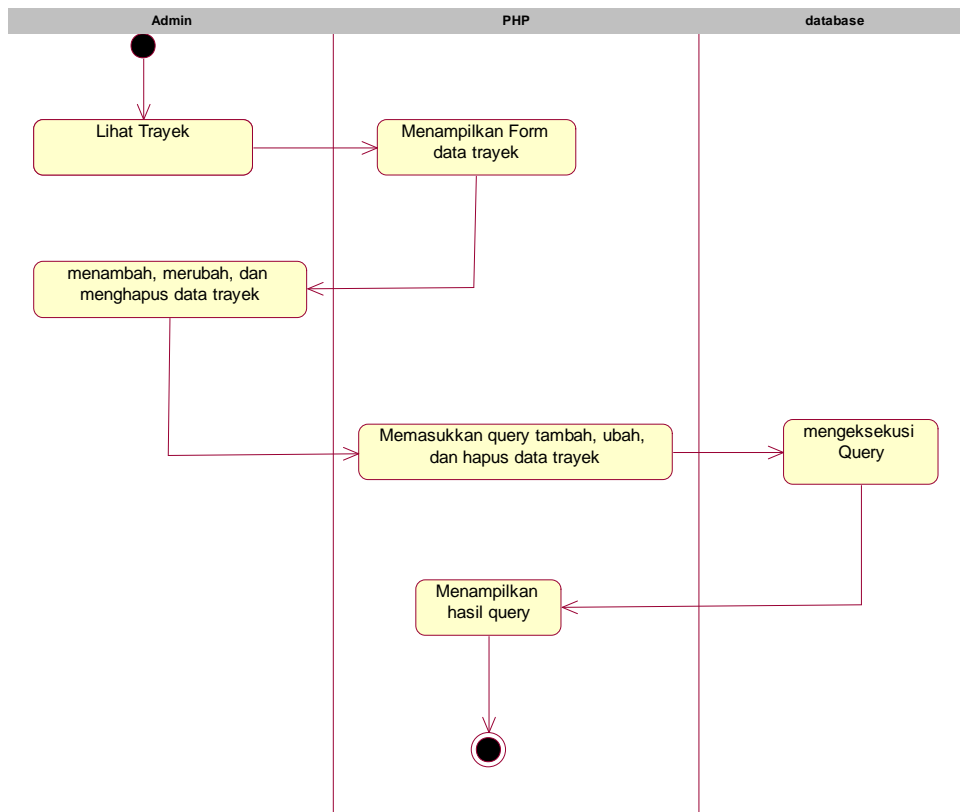 Admin
PHP
database
Lihat Trayek
Menampilkan Form
data trayek
menambah, merubah, dan
menghapus data trayek
Memasukkan query tambah, ubah,
dan hapus data trayek
mengeksekusi
Query
Menampilkan
hasil query